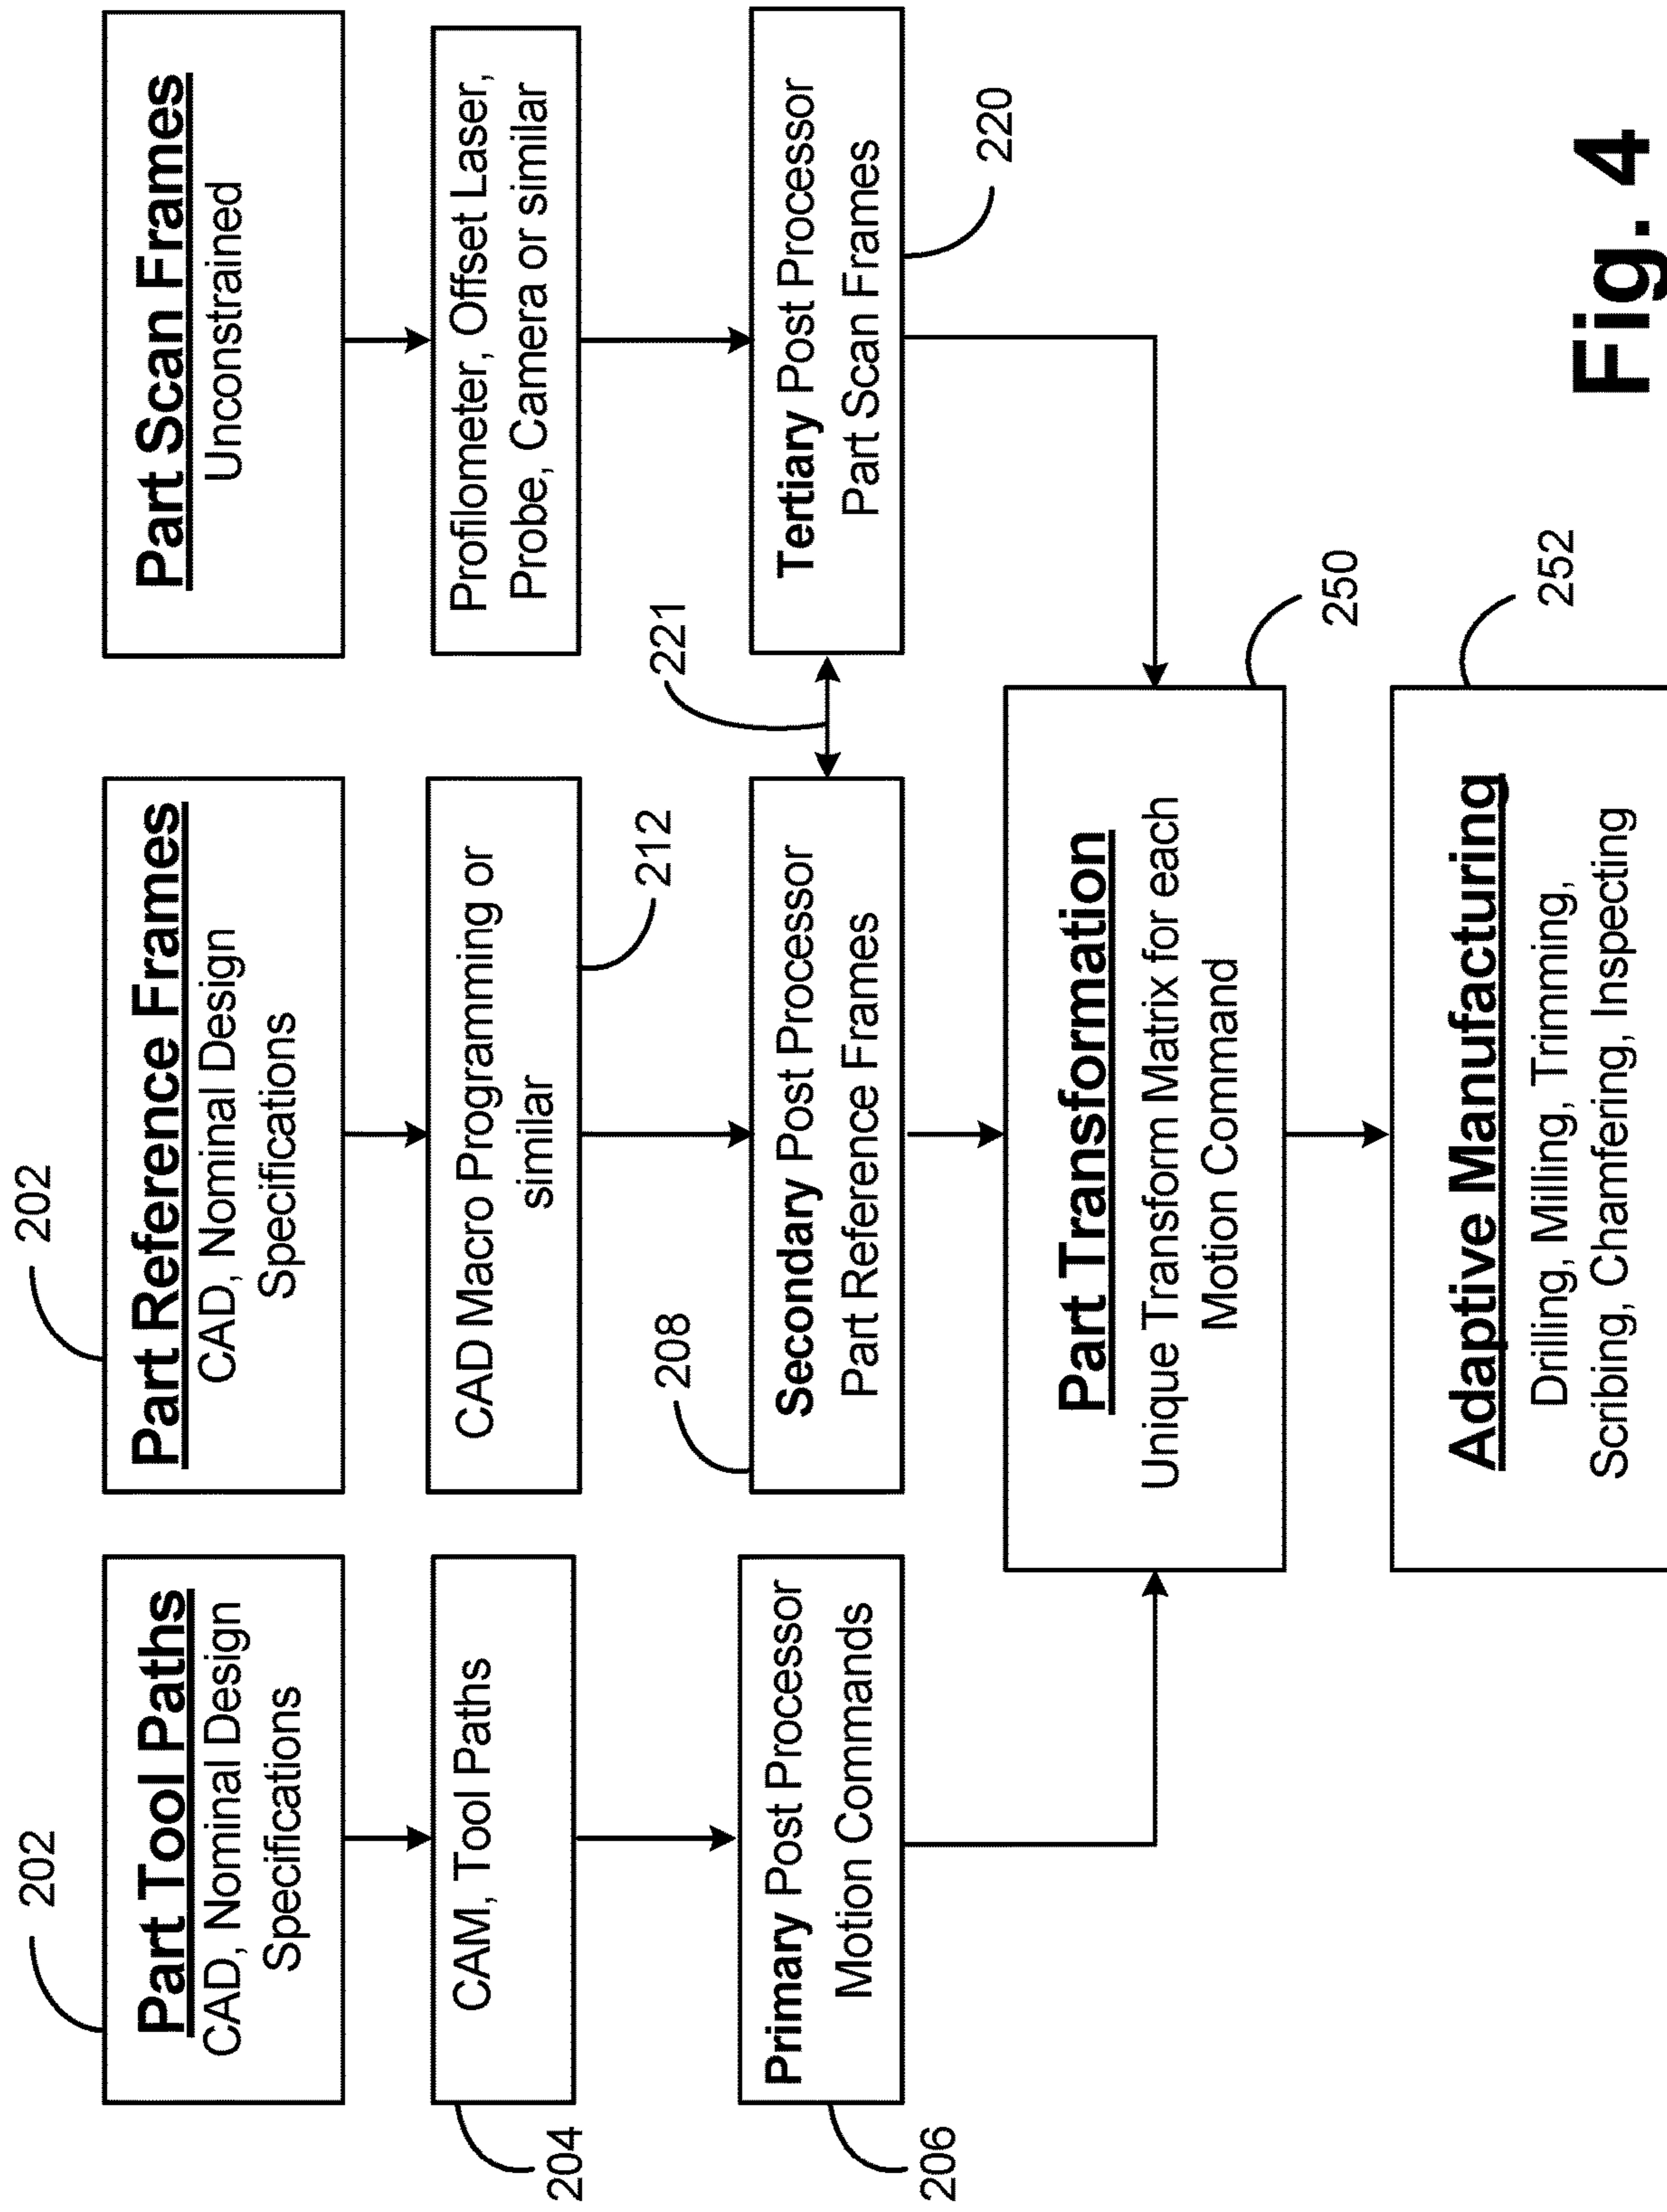 202
Part Tool Paths
CAD, Nominal Design
Specifications
204
CAM, Tool Paths
206
Primary Post Processor
Motion Commands
202
Part Reference Frames
CAD, Nominal Design
Specifications
CAD Macro Programming or
similar
212
208
Secondary Post Processor
Part Reference Frames
221
Part Scan Frames
Unconstrained
Profilometer, Offset Laser,
Probe, Camera or similar
Tertiary Post Processor
Part Scan Frames
220
Part Transformation
Unique Transform Matrix for each
Motion Command
250
Adaptive Manufacturing
Drilling, Milling, Trimming,
Scribing, Chamfering, Inspecting
252
Fig. 4